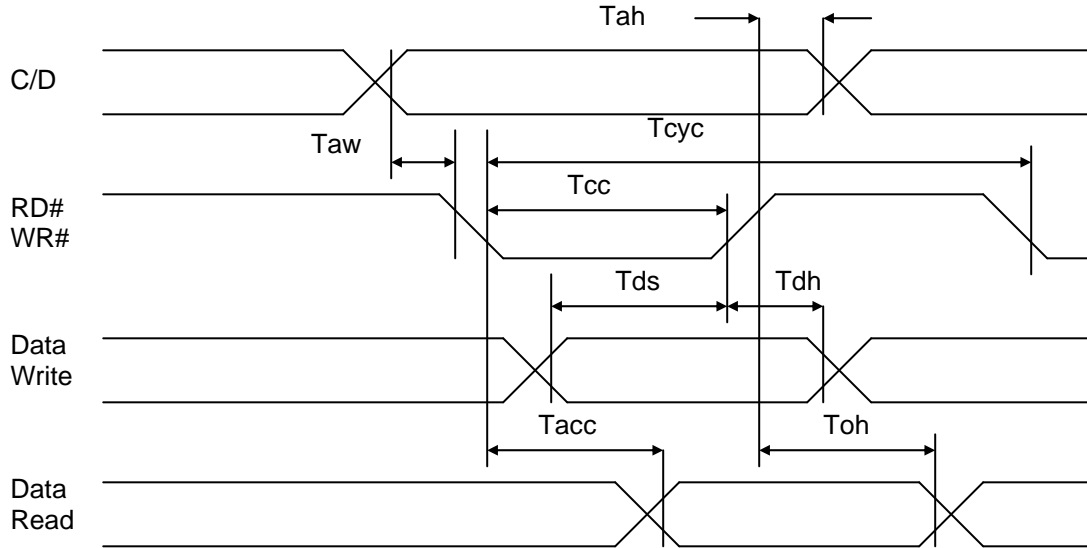 Tah
C/D
Tcyc
Taw
Tcc
RD#
WR#
Tds
Tdh
Data
Write
Tacc
Toh
Data
Read